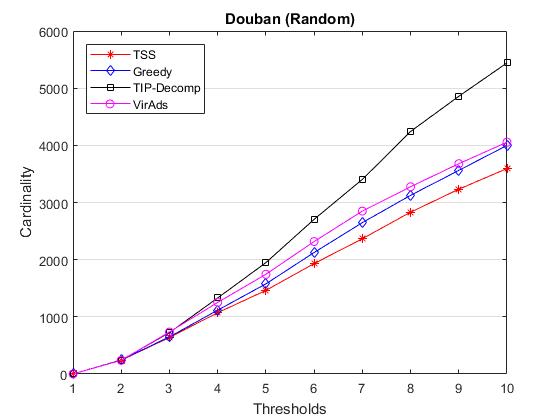 Douban (Random)
6000
5000
4000
3000
2000
1000
0
TSS
Greedy
TIP-Decomp
VirAds
Cardinality
1 2 3 4 5 6 7 8 9 10
Thresholds